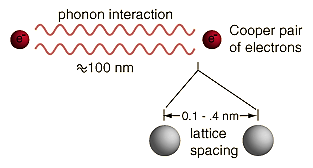 phonon interaction
e⁻
e⁻
Cooper pair
of electrons
≈100 nm
0.1 - .4 nm
lattice
spacing